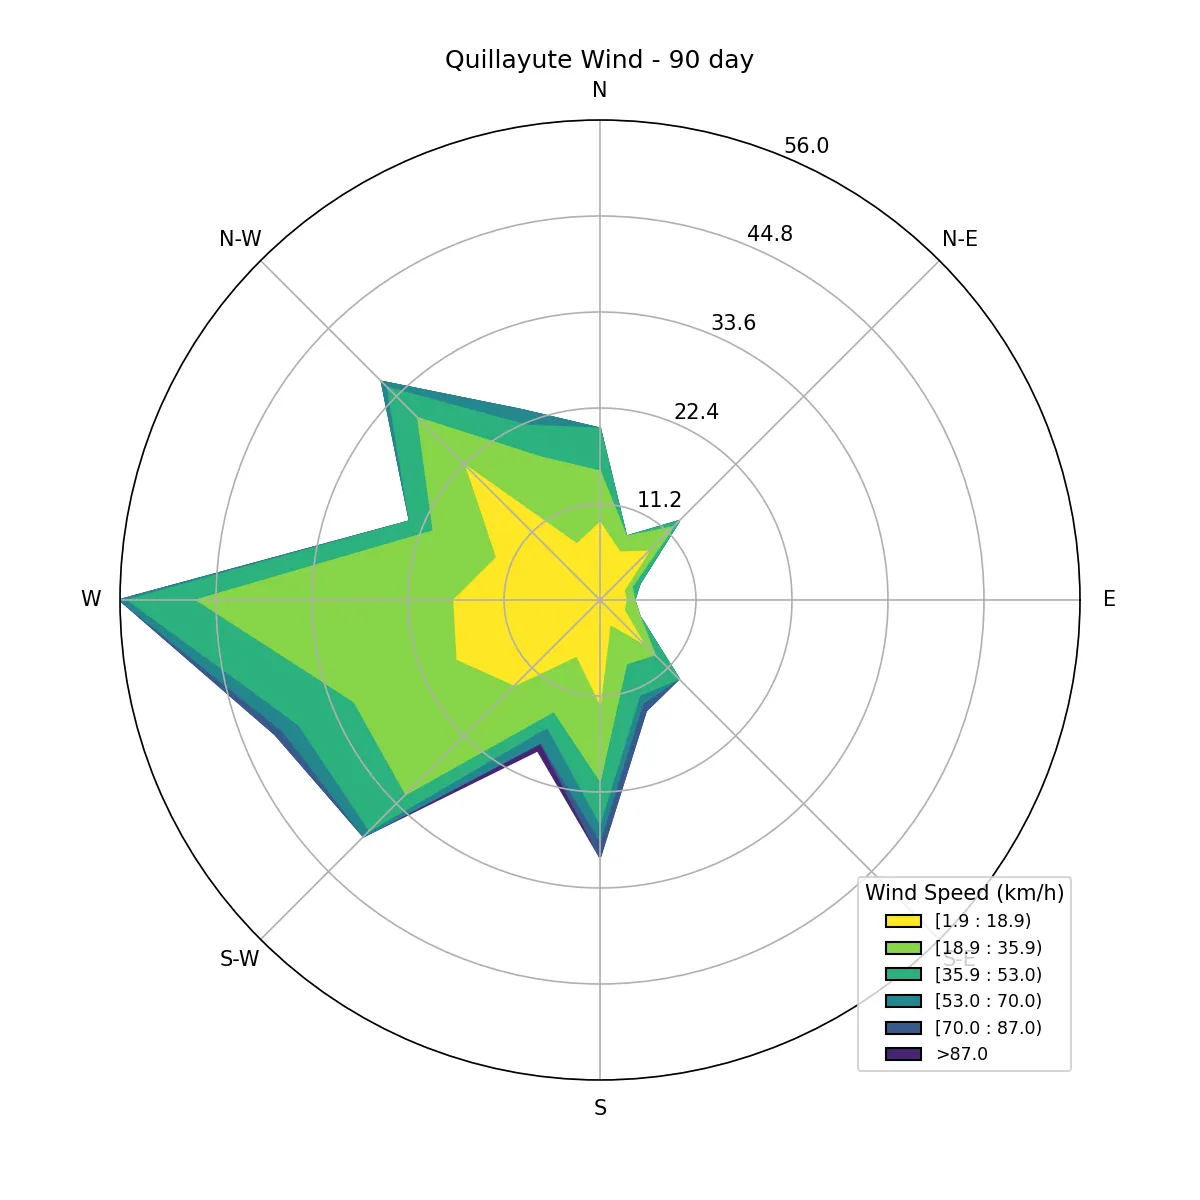 Quillayute Wind - 90 day
N
56.0
44.8
N-W
N-E
33.6
22.4
11.2
W
E
S-W
S-E
Wind Speed (km/h)
[1.9 : 18.9)
[18.9 : 35.9)
[35.9 : 53.0)
[53.0 : 70.0)
[70.0 : 87.0)
>87.0
S